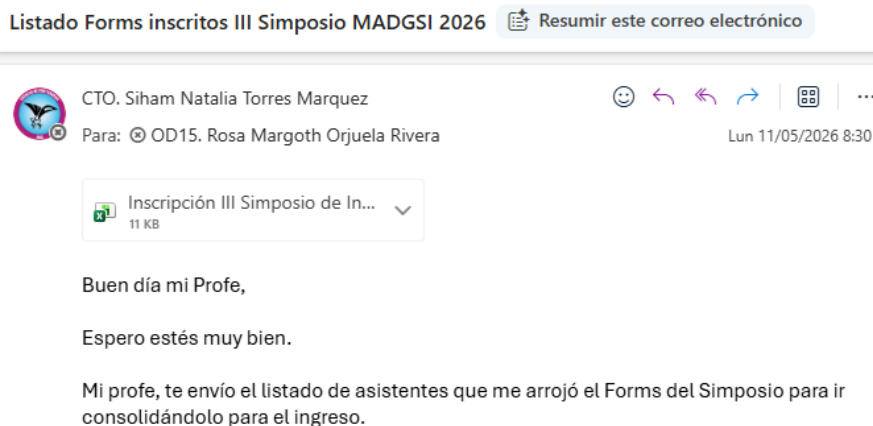 Listado Forms inscritos III Simposio MADGSI 2026 Resumir este correo electrónico
CTO. Siham Natalia Torres Marquez
Para: OD15. Rosa Margoth Orjuela Rivera
Lun 11/05/2026 8:30
Inscripción III Simposio de In...
11 KB
Buen día mi Profe,
Espero estés muy bien.
Mi profe, te envío el listado de asistentes que me arrojó el Forms del Simposio para ir
consolidándolo para el ingreso.